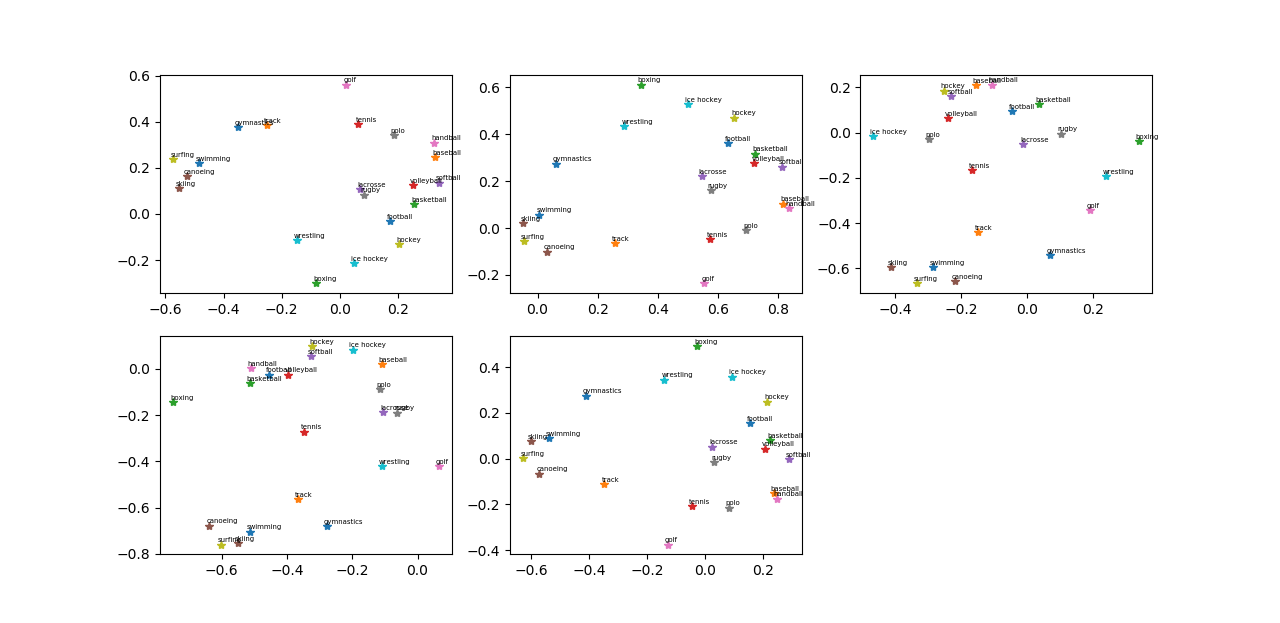 golf
gymnastics
track
tennis
polo
handball
surfing
swimming
baseball
canoeing
skiing
lacrosse
rugby
volleyball
softball
basketball
football
wrestling
hockey
ice hockey
boxing
0.6
0.4
0.2
0.0
−0.2
−0.6 −0.4 −0.2 0.0 0.2
boxing
ice hockey
wrestling
hockey
football
gymnastics
basketball
volleyball
softbal
lacrosse
rugby
baseball
handball
swimming
skiing
polo
surfing
track
tennis
canoeing
golf
0.6
0.4
0.2
0.0
−0.2
0.0 0.2 0.4 0.6 0.8
hockey
softball
baseball
handball
basketball
football
volleyball
ice hockey
polo
rugby
lacrosse
boxing
tennis
wrestling
golf
track
gymnastics
skiing
swimming
surfing
canoeing
0.2
0.0
−0.2
−0.4
−0.6
−0.4 −0.2 0.0 0.2
hockey
softball
ice hockey
handball
football
volleyball
baseball
basketball
polo
boxing
lacrosse
rugby
tennis
wrestling
golf
track
canoeing
swimming
gymnastics
surfing
skiing
0.0
−0.2
−0.4
−0.6
−0.8
−0.6 −0.4 −0.2 0.0
boxing
wrestling
ice hockey
gymnastics
hockey
football
skiing
swimming
basketball
volleyball
lacrosse
surfing
softball
canoeing
rugby
track
baseball
handball
tennis
polo
golf
0.4
0.2
0.0
−0.2
−0.4
−0.6 −0.4 −0.2 0.0 0.2